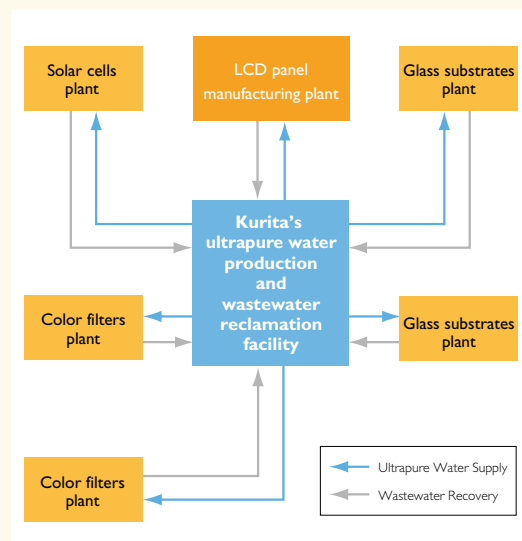 Solar cells
plant
LCD panel
manufacturing plant
Glass substrates
plant
Kurita's
ultrapure water
production
and
wastewater
reclamation
facility
Color filters
plant
Glass substrates
plant
Color filters
plant
Ultrapure Water Supply
Wastewater Recovery